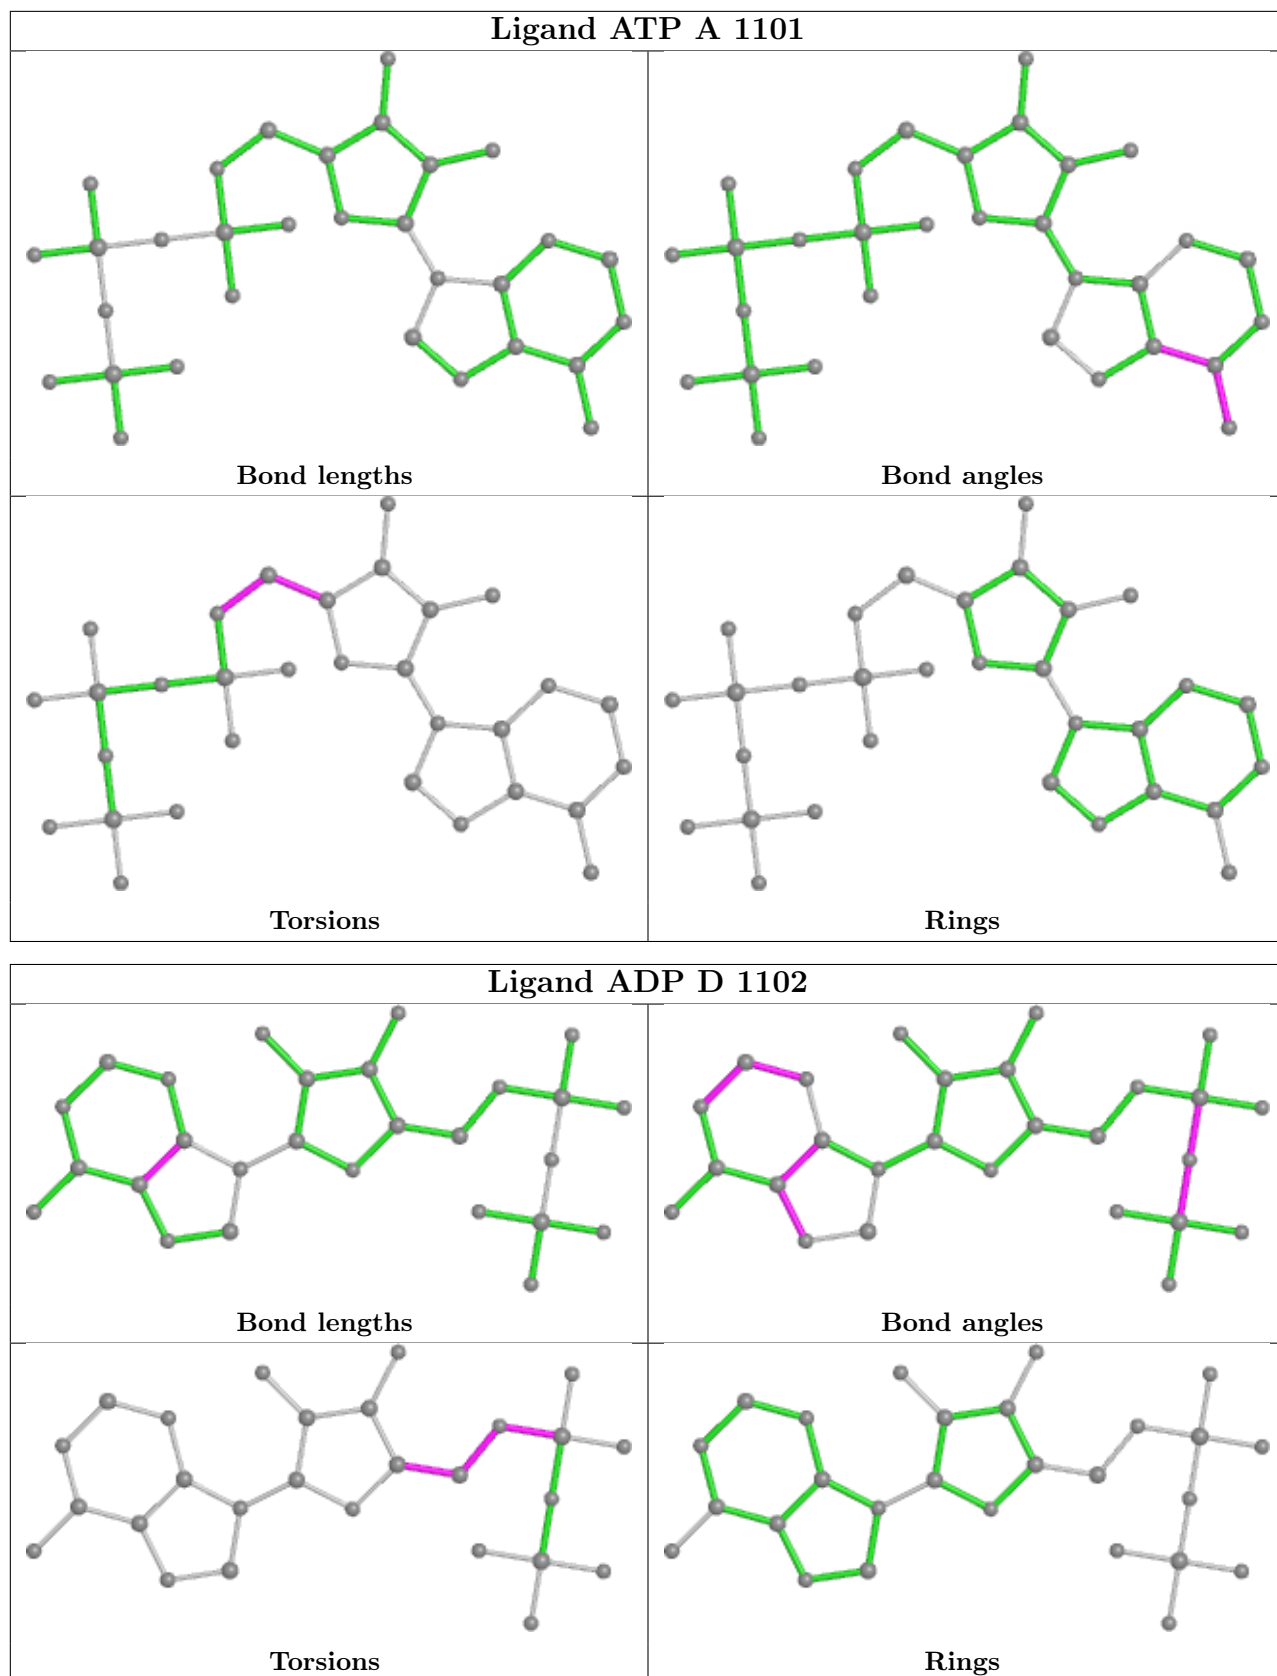 Ligand ATP A 1101
Bond lengths
Bond angles
Torsions
Rings
Ligand ADP D 1102
Bond lengths
Bond angles
Torsions
Rings